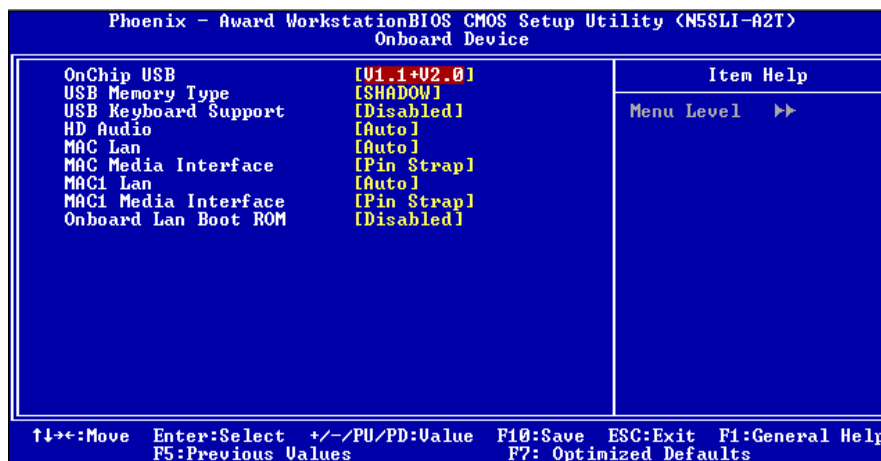 Phoenix - Award WorkstationBIOS CMOS Setup Utility (N5SLI-A2T)
Onboard Device
OnChip USB [V1.1+V2.0]
USB Memory Type [SHADOW]
USB Keyboard Support [Disabled]
HD Audio [Auto]
MAC Lan [Auto]
MAC Media Interface [Pin Strap]
MAC1 Lan [Auto]
MAC1 Media Interface [Pin Strap]
Onboard Lan Boot ROM [Disabled]
Item Help
Menu Level ▶▶
↑↓→←:Move Enter:Select +/-/PU/PD:Value F10:Save ESC:Exit F1:General Help
F5:Previous Values F7: Optimized Defaults